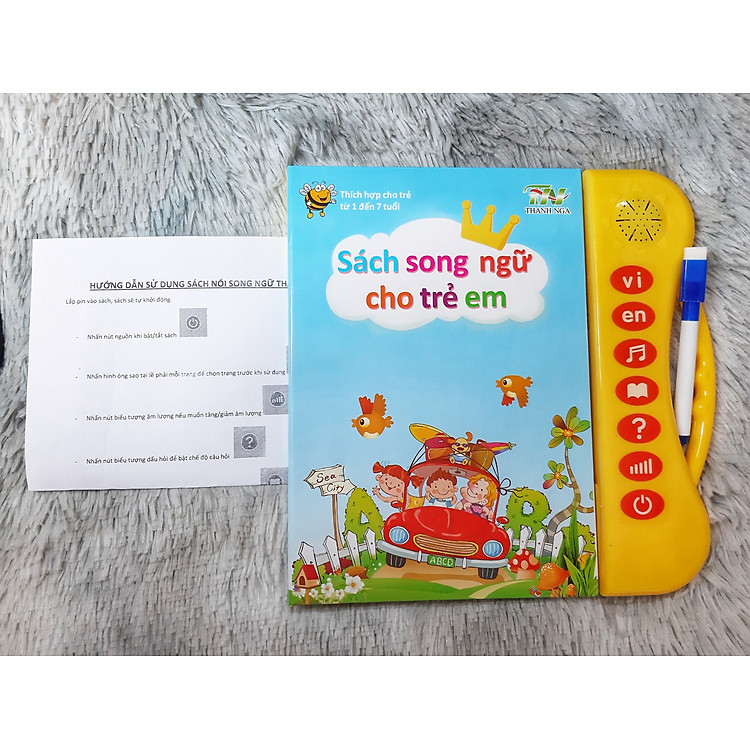 HƯỚNG DẪN SỬ DỤNG SÁCH NÓI SONG NGỮ
Lắp pin vào sách, sách sẽ tự khởi động.
- Nhấn nút nguồn khi bật/tắt sách
- Nhấn hình ông sao tại lề phải mỗi trang để chọn trang trước khi sử dụng
- Nhấn nút biểu tượng âm lượng nếu muốn tăng/giảm âm lượng
- Nhấn nút biểu tượng dấu hỏi để bật chế độ câu hỏi
Thích hợp cho trẻ
từ 1 đến 7 tuổi
TN
THANH NGA
Sách song ngữ
cho trẻ em
Sea
City
A
B
ABCD
vi
en
?